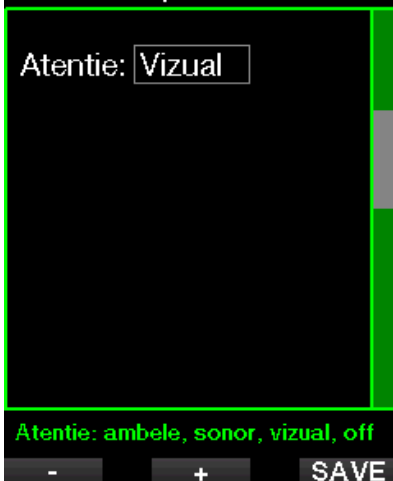 Atentie: Vizual
Atentie: ambele, sonor, vizual, off
- + SAVE